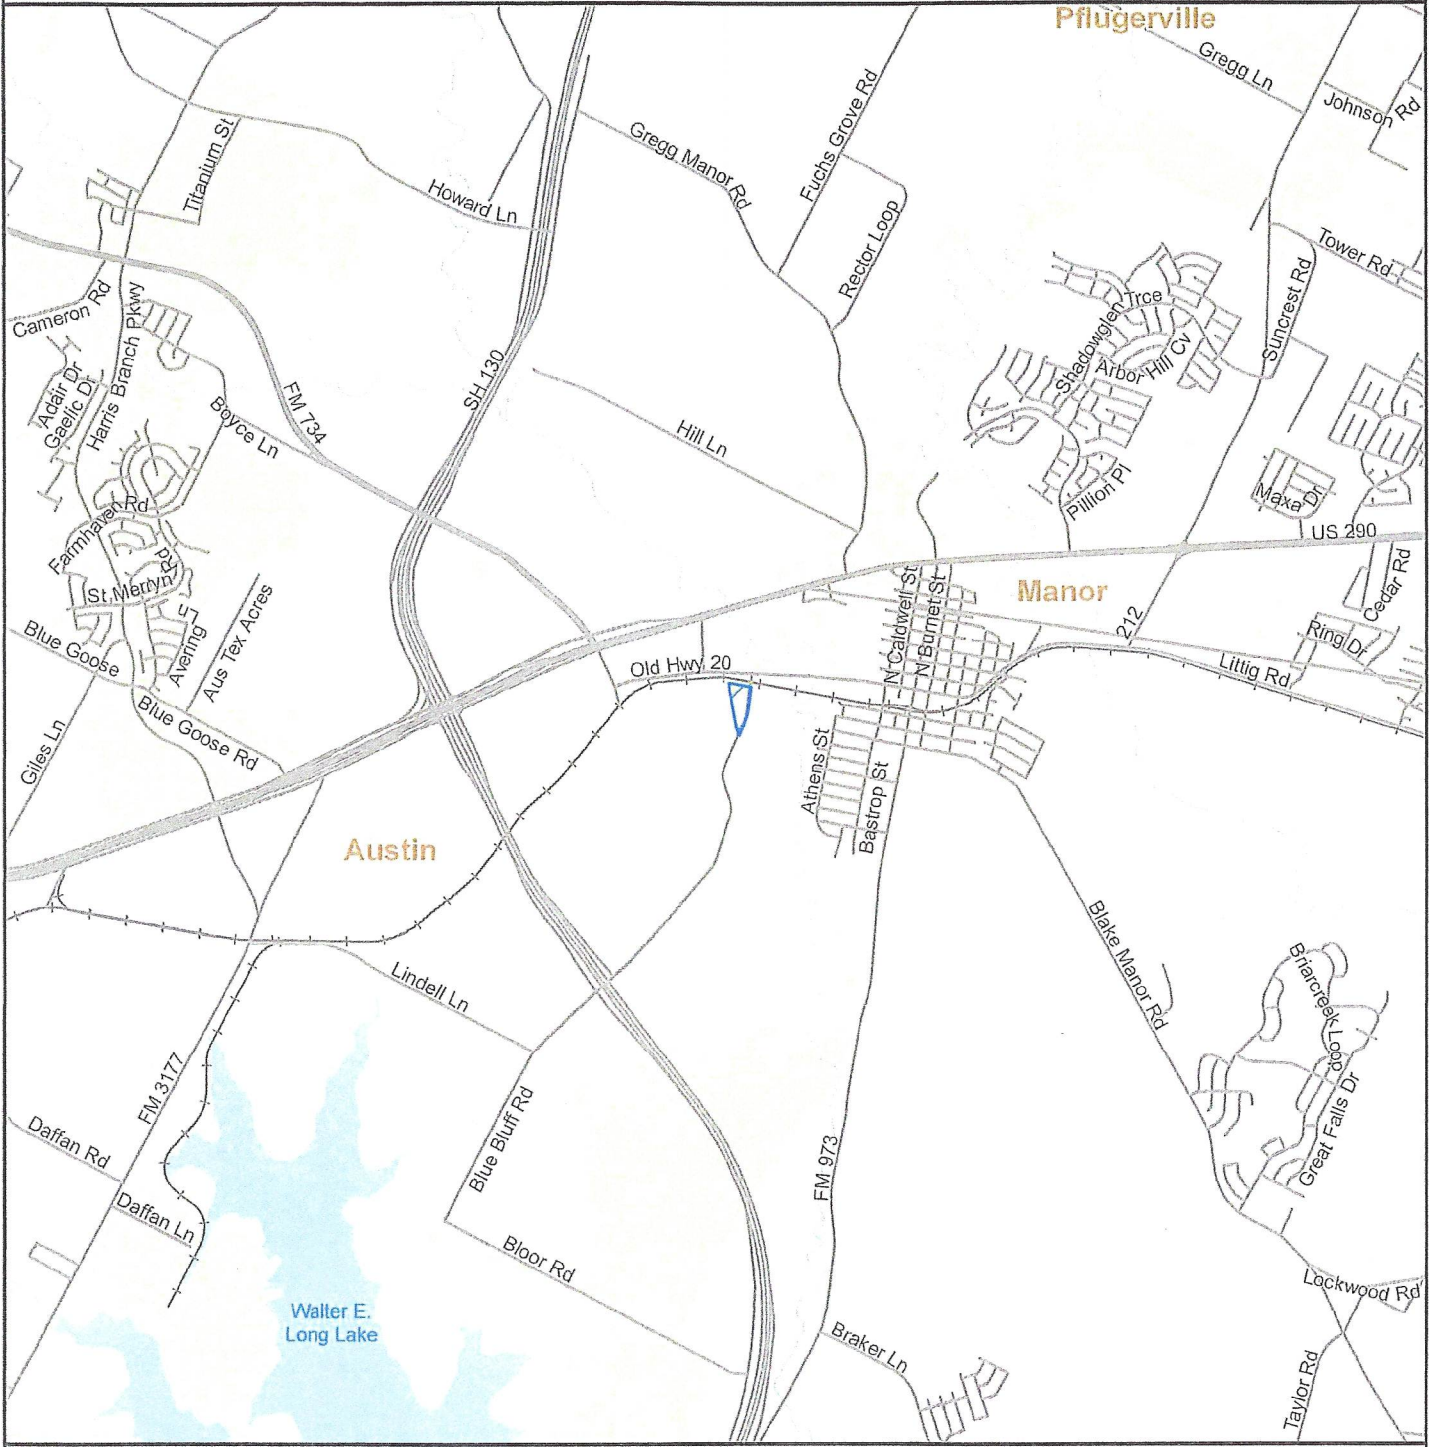 Pflugerville
Gregg Ln
Johnson Rd
Fuchs Grove Rd
Gregg Manor Rd
Titanium St
Howard Ln
Rector Loop
Tower Rd
Suncrest Rd
Cameron Rd
Harris Branch Pkwy
Shadowglen Trce
Arbor Hill Cv
Adair Dr
Gaelic Dr
SH 130
FM 734
Boyce Ln
Hill Ln
Pillion Pl
Maxa Dr
US 290
Farmhaven Rd
St Merryn Rd
Manor
Cedar Rd
N Caldwell St
N Burnet St
212
Ring Dr
Blue Goose
Avering Ln
Aus Tex Acres
Old Hwy 20
Littig Rd
Blue Goose Rd
Giles Ln
Athens St
Bastrop St
Austin
Blake Manor Rd
Briarcreek Loop
Lindell Ln
FM 3177
Great Falls Dr
Daffan Rd
Blue Bluff Rd
FM 973
Daffan Ln
Bloor Rd
Lockwood Rd
Walter E.
Long Lake
Braker Ln
Taylor Rd